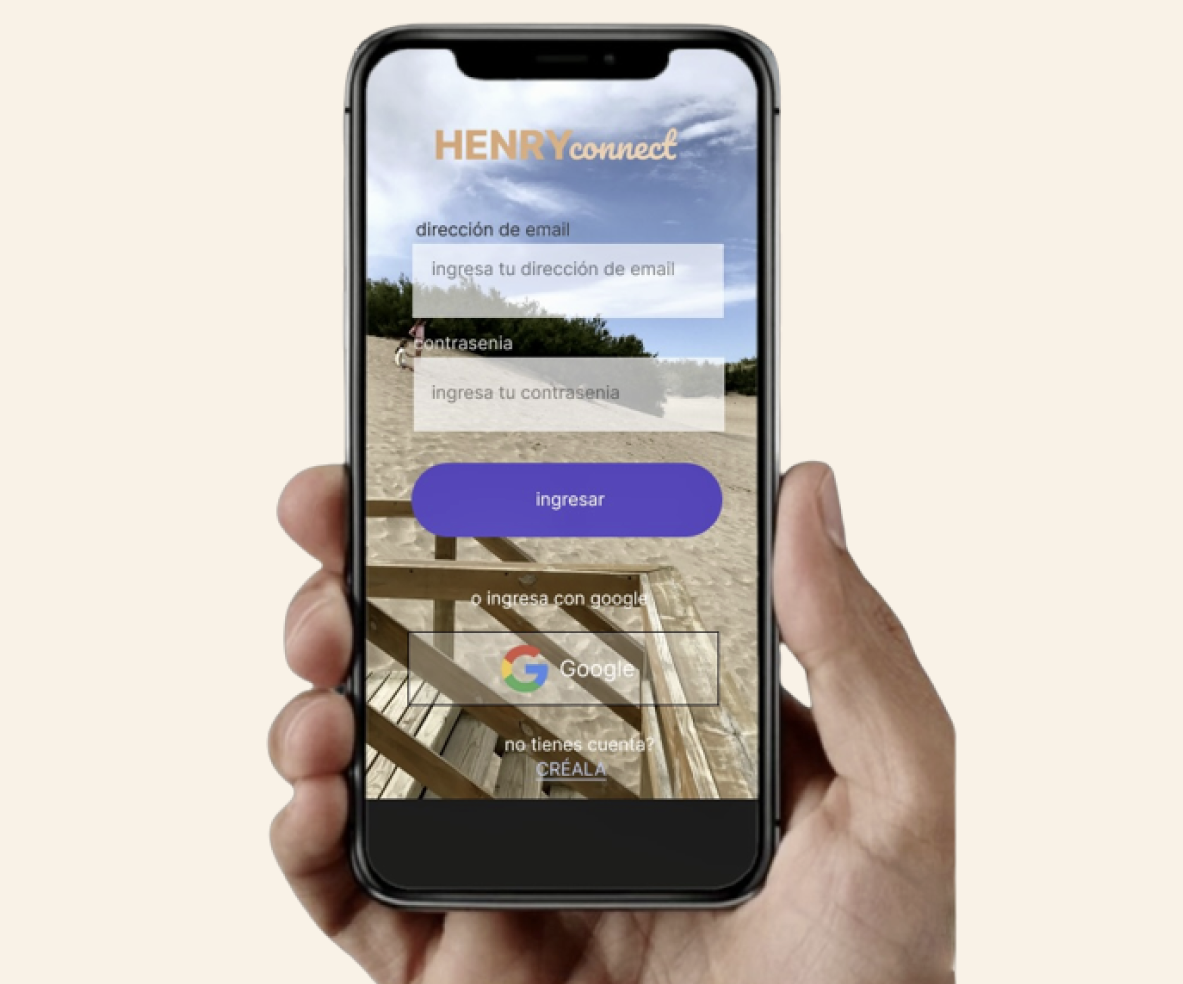 HENRYconnect
dirección de email
ingresa tu dirección de email
contrasenia
ingresa tu contrasenia
ingresar
o ingresa con google
Google
no tienes cuenta?
CRÉALA